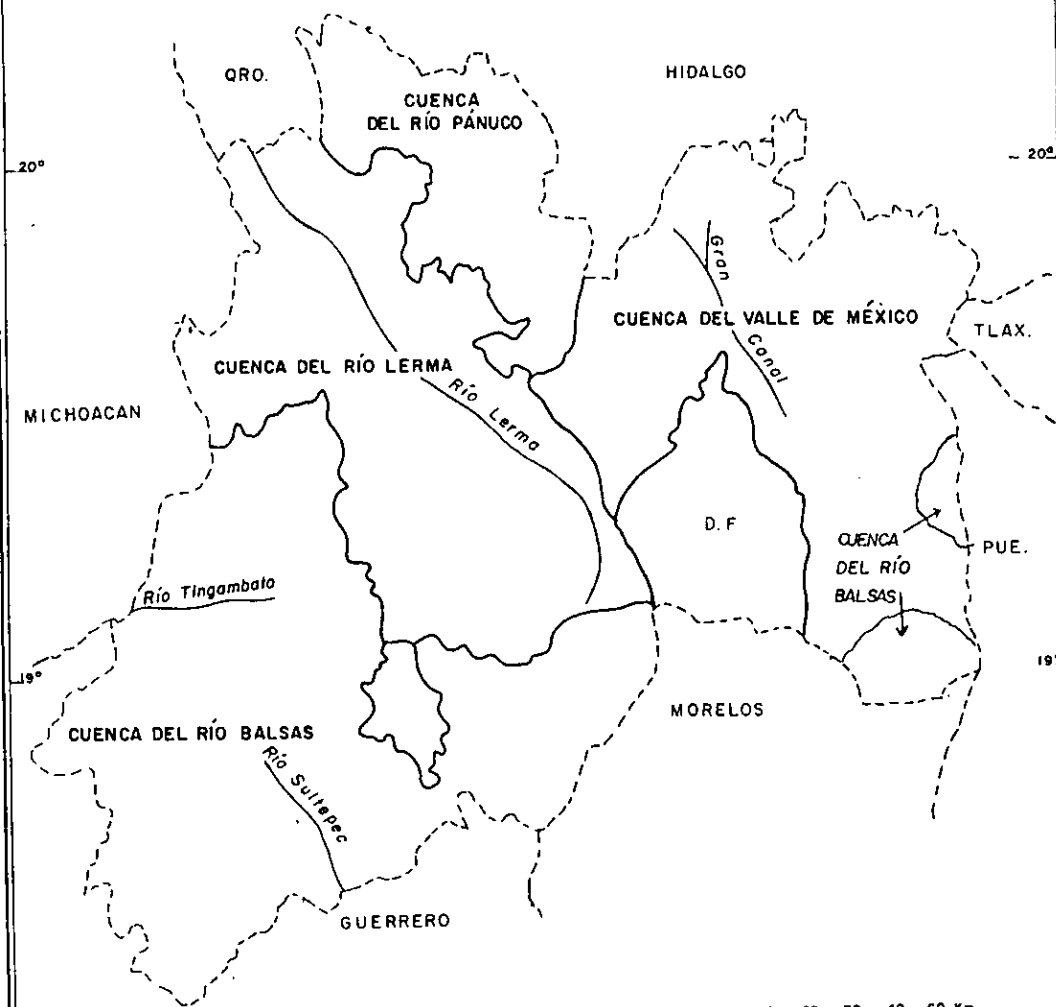 QRO.
HIDALGO
CUENCA
DEL RÍO PÁNUCO
20°
20°
Gran
Canal
CUENCA DEL VALLE DE MÉXICO
TLAX.
CUENCA DEL RÍO LERMA
Río Lerma
MICHOACAN
D.F
CUENCA
DEL RÍO
BALSAS
PUE.
Río Tingambato
19°
19°
MORELOS
CUENCA DEL RÍO BALSAS
Río Sultepec
GUERRERO